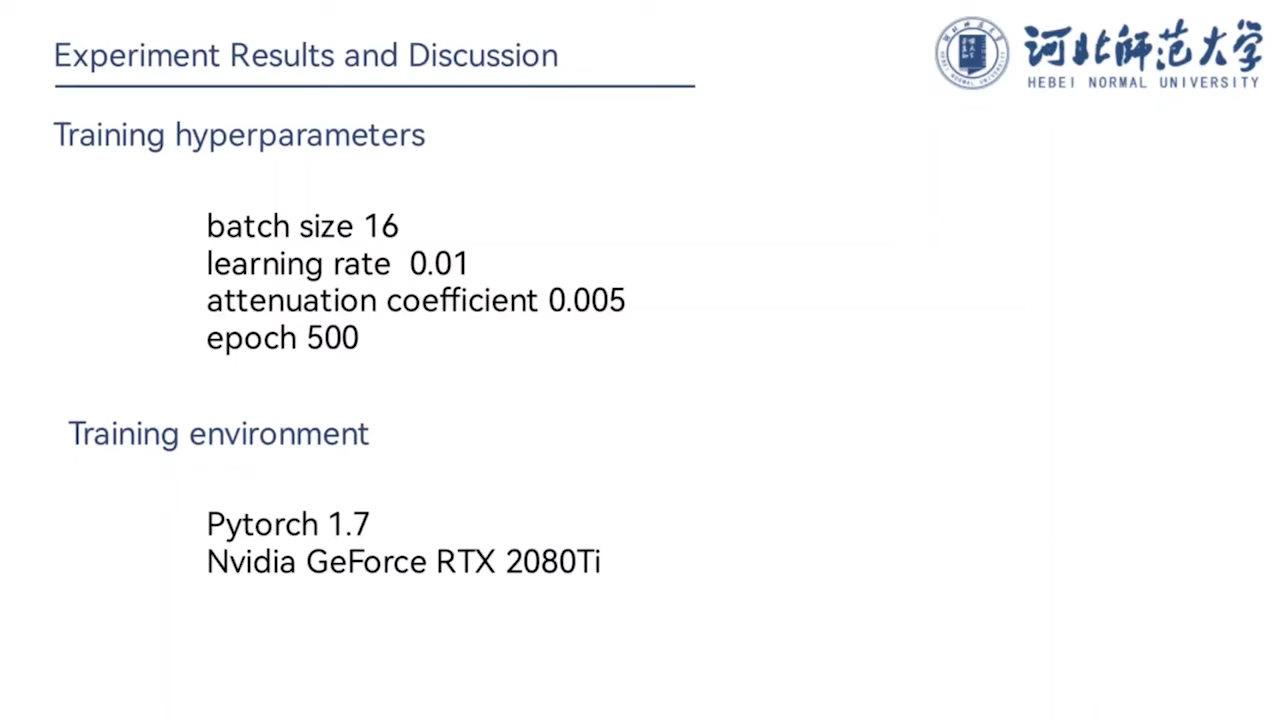 Experiment Results and Discussion
河北师范大学
HEBEI NORMAL UNIVERSITY
Training hyperparameters
batch size 16
learning rate  0.01
attenuation coefficient 0.005
epoch 500
Training environment
Pytorch 1.7
Nvidia GeForce RTX 2080Ti